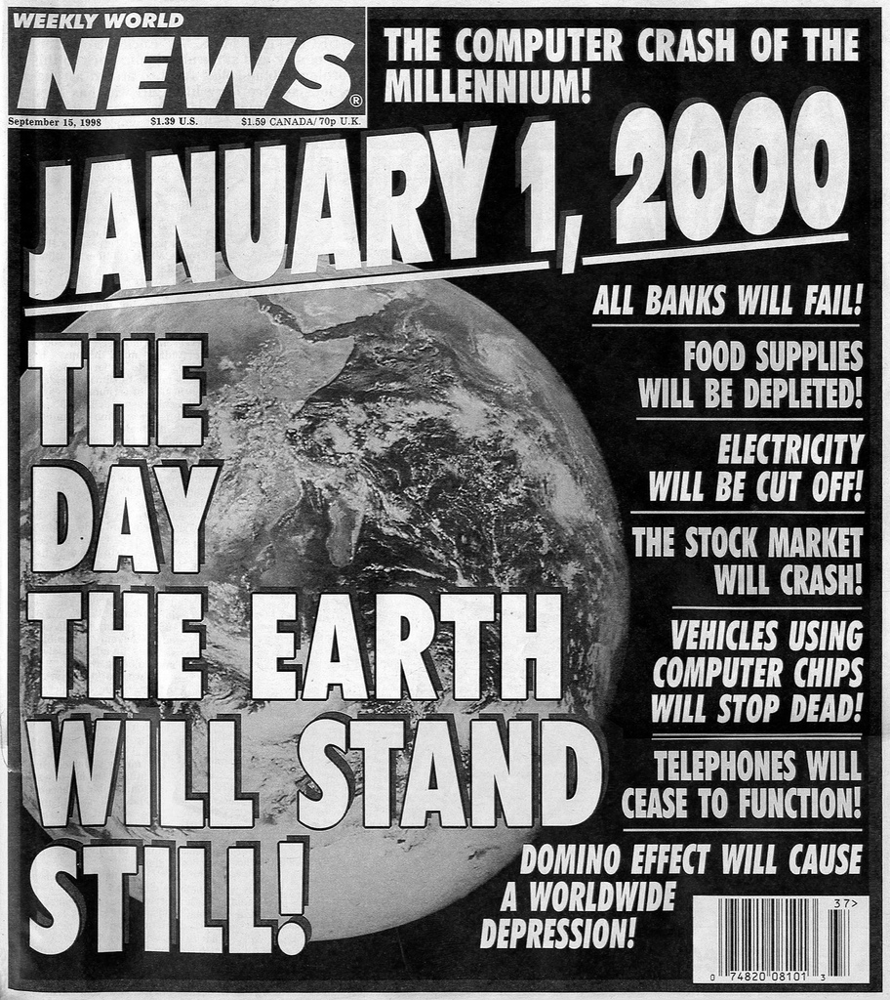 WEEKLY WORLD
NEWS®
September 15, 1998 $1.39 U.S. $1.59 CANADA/70p U.K.
THE COMPUTER CRASH OF THE
MILLENNIUM!
JANUARY 1, 2000
THE
DAY
THE EARTH
WILL STAND
STILL!
ALL BANKS WILL FAIL!
FOOD SUPPLIES
WILL BE DEPLETED!
ELECTRICITY
WILL BE CUT OFF!
THE STOCK MARKET
WILL CRASH!
VEHICLES USING
COMPUTER CHIPS
WILL STOP DEAD!
TELEPHONES WILL
CEASE TO FUNCTION!
DOMINO EFFECT WILL CAUSE
A WORLDWIDE
DEPRESSION!
37>
0 74820 08101 3